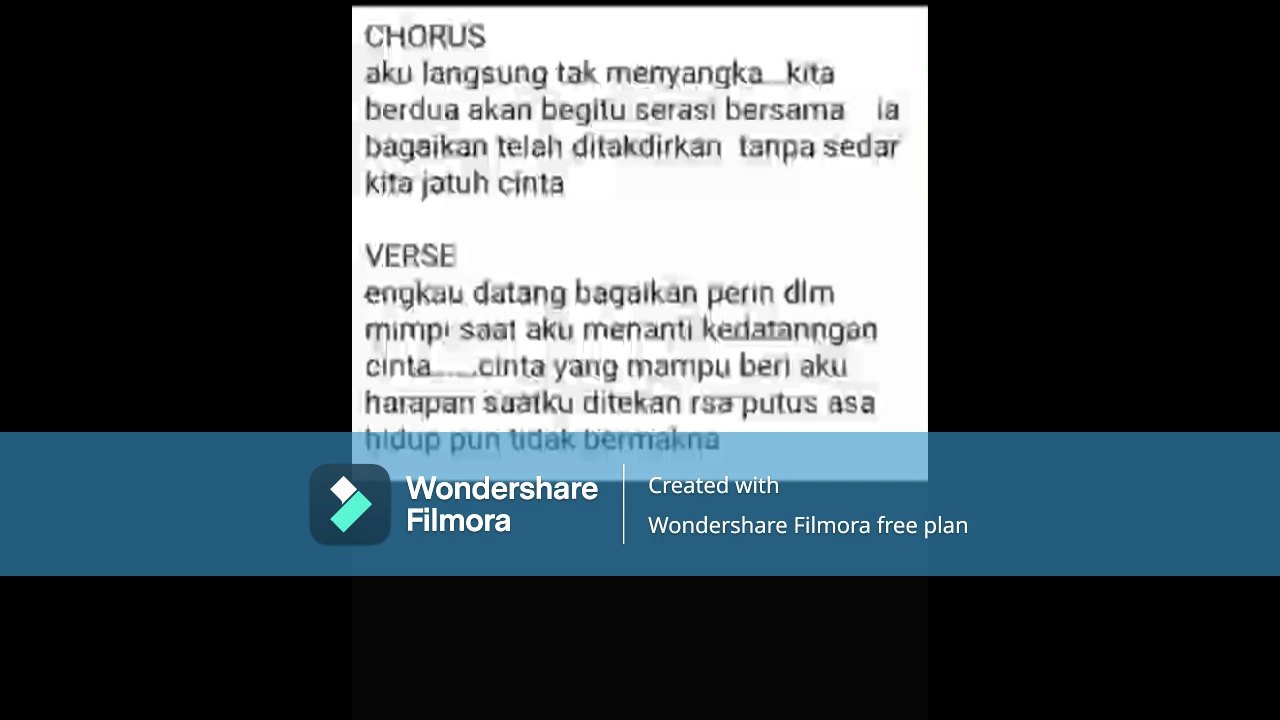 CHORUS
aku langsung tak menyangka...kita
berdua akan begitu serasi bersama ia
bagaikan telah ditakdirkan tanpa sedar
kita jatuh cinta
VERSE
engkau datang bagaikan perin dlm
mimpi saat aku menanti kedatanngan
cinta......cinta yang mampu beri aku
harapan saatku ditekan rsa putus asa
hidup pun tidak bermakna
Wondershare
Filmora
Created with
Wondershare Filmora free plan